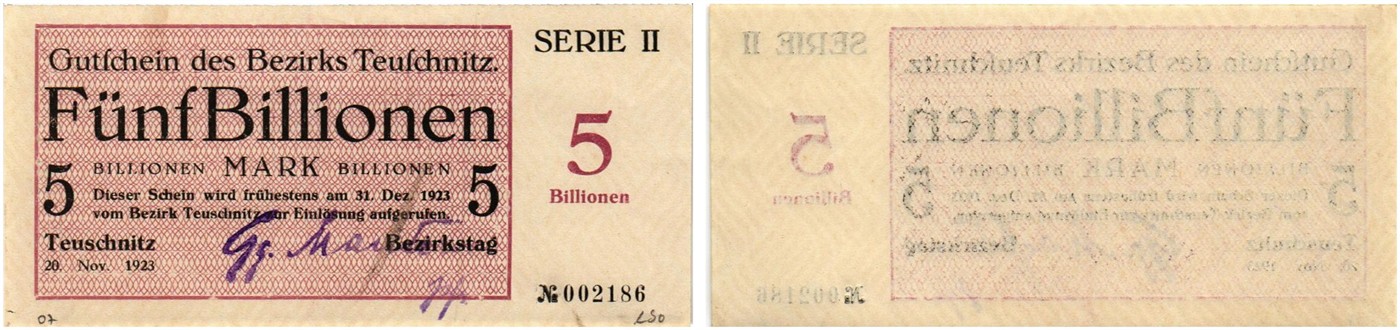 Gutſchein des Bezirks Teuſchnitz.
Fünf Billionen
BILLIONEN MARK BILLIONEN
5 5
Dieser Schein wird frühestens am 31. Dez. 1923
vom Bezirk Teuschnitz zur Einlösung aufgerufen.
Teuschnitz Bezirkstag
20. Nov. 1923
SERIE II
5
Billionen
№ 002186
07